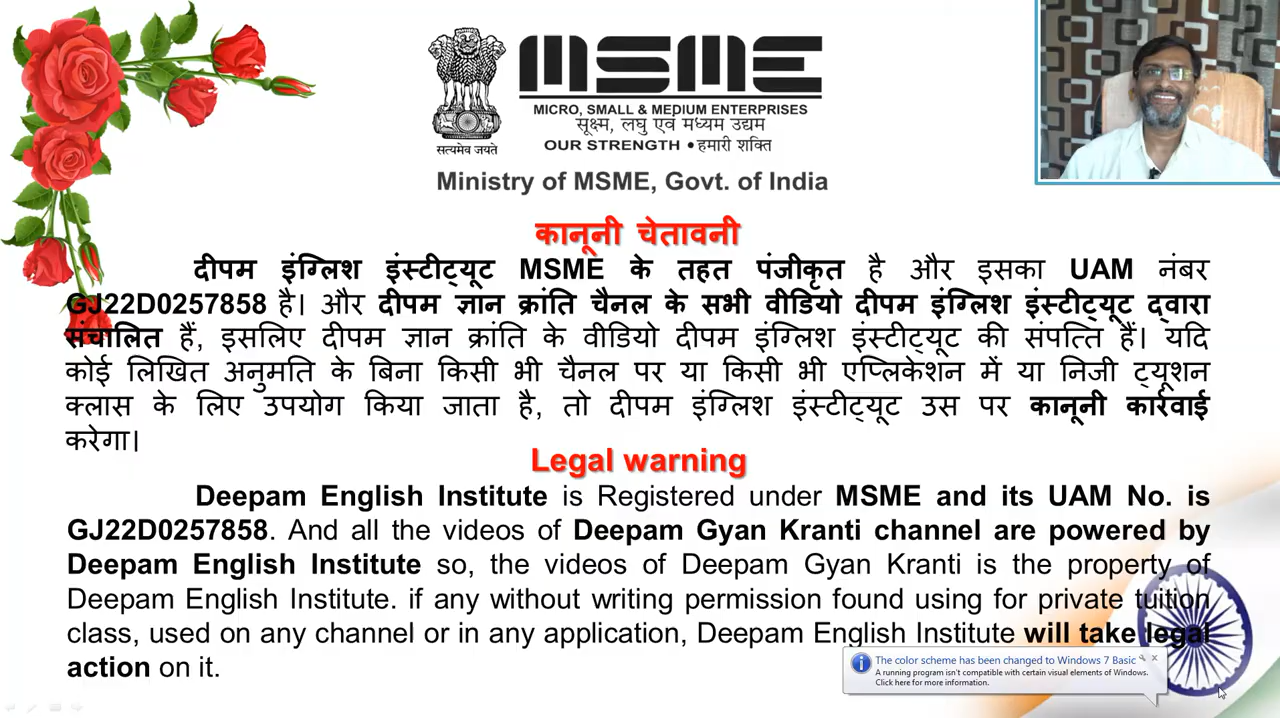 MSME
MICRO, SMALL & MEDIUM ENTERPRISES
सूक्ष्म, लघु एवं मध्यम उद्यम
सत्यमेव जयते
OUR STRENGTH • हमारी शक्ति
Ministry of MSME, Govt. of India
कानूनी चेतावनी
दीपम इंग्लिश इंस्टीट्यूट MSME के तहत पंजीकृत है और इसका UAM नंबर
GJ22D0257858 है। और दीपम ज्ञान क्रांति चैनल के सभी वीडियो दीपम इंग्लिश इंस्टीट्यूट द्वारा
संचालित हैं, इसलिए दीपम ज्ञान क्रांति के वीडियो दीपम इंग्लिश इंस्टीट्यूट की संपत्ति हैं। यदि
कोई लिखित अनुमति के बिना किसी भी चैनल पर या किसी भी एप्लिकेशन में या निजी ट्यूशन
क्लास के लिए उपयोग किया जाता है, तो दीपम इंग्लिश इंस्टीट्यूट उस पर कानूनी कार्रवाई
करेगा।
Legal warning
Deepam English Institute is Registered under MSME and its UAM No. is
GJ22D0257858. And all the videos of Deepam Gyan Kranti channel are powered by
Deepam English Institute so, the videos of Deepam Gyan Kranti is the property of
Deepam English Institute. if any without writing permission found using for private tuition
class, used on any channel or in any application, Deepam English Institute will take legal
action on it.
The color scheme has been changed to Windows 7 Basic
A running program isn't compatible with certain visual elements of Windows.
Click here for more information.